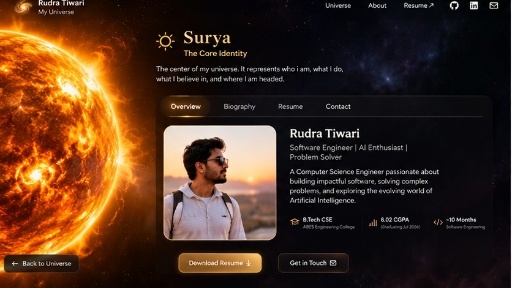 Rudra Tiwari
My Universe
Universe
About
Resume ↗
Surya
The Core Identity
The center of my universe. It represents who i am, what I do,
what I believe in, and where I am headed.
Overview
Biography
Resume
Contact
Rudra Tiwari
Software Engineer | AI Enthusiast |
Problem Solver
A Computer Science Engineer passionate about
building impactful software, solving complex
problems, and exploring the evolving world of
Artificial Intelligence.
B.Tech CSE
ABES Engineering College
8.02 CGPA
(Graduating Jul 2026)
~10 Months
Software Engineering
← Back to Universe
Download Resume ↓
Get in Touch